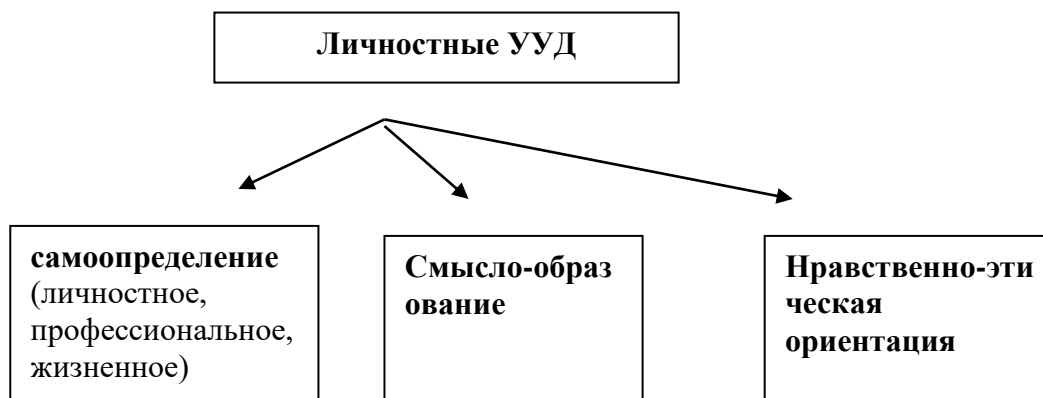 Личностные УУД
самоопределение
(личностное,
профессиональное,
жизненное)
Смысло-образ
ование
Нравственно-эти
ческая
ориентация